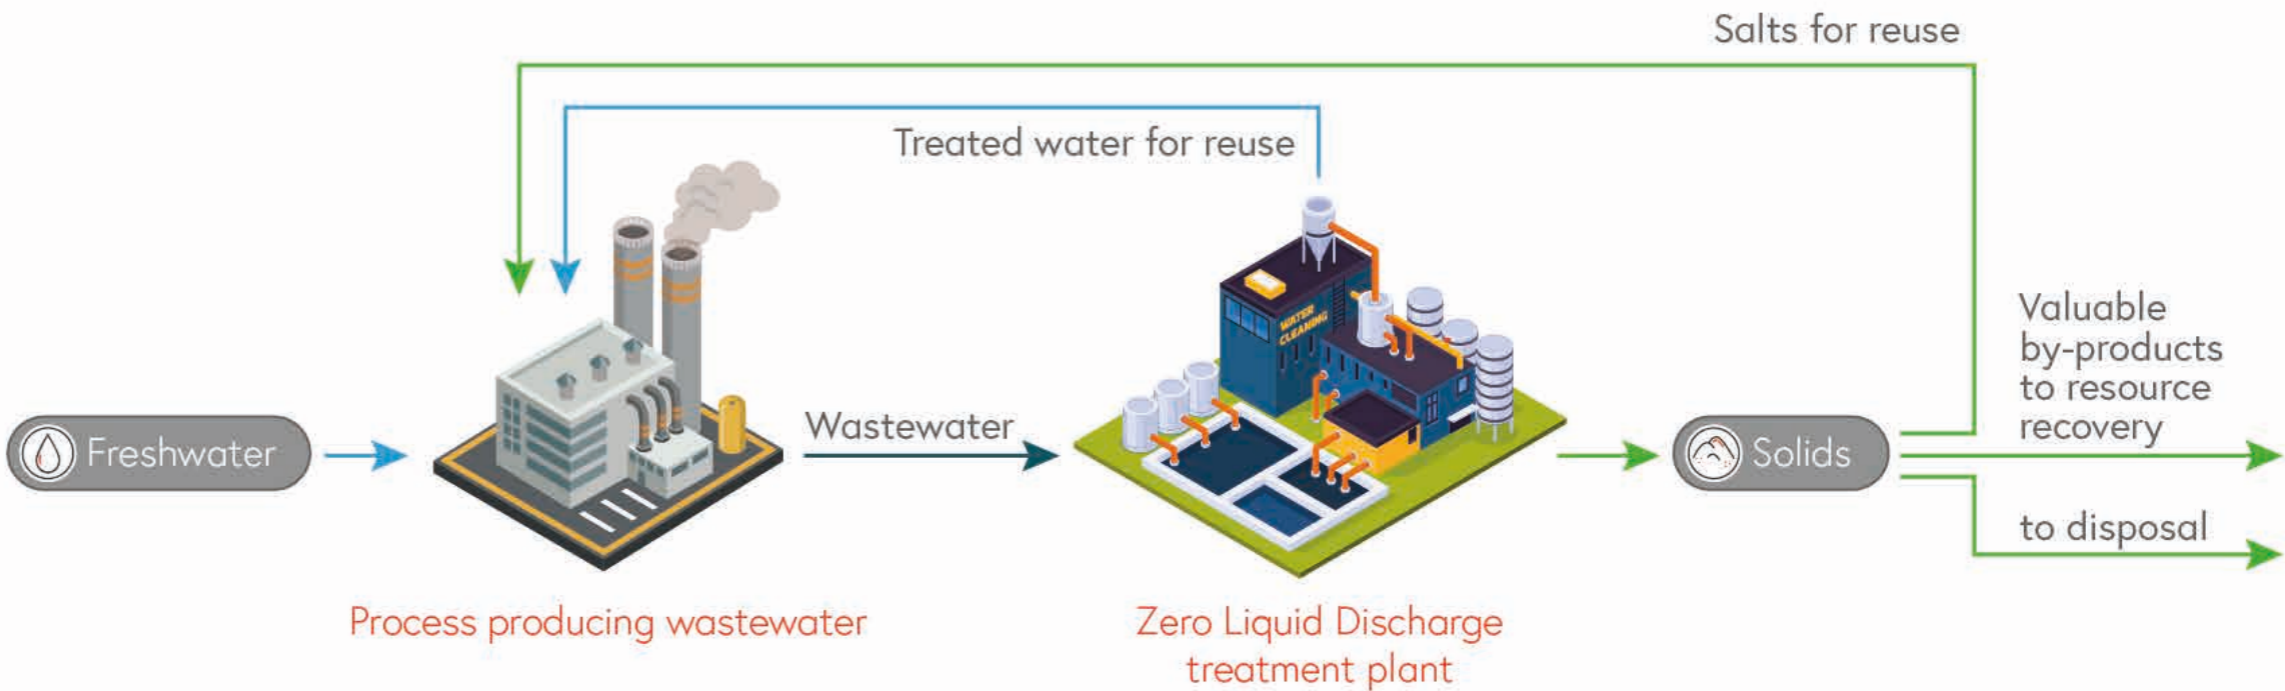 Salts for reuse
Treated water for reuse
WATER
CLEANING
Valuable
by-products
to resource
recovery
Freshwater
Wastewater
Solids
to disposal
Process producing wastewater
Zero Liquid Discharge
treatment plant